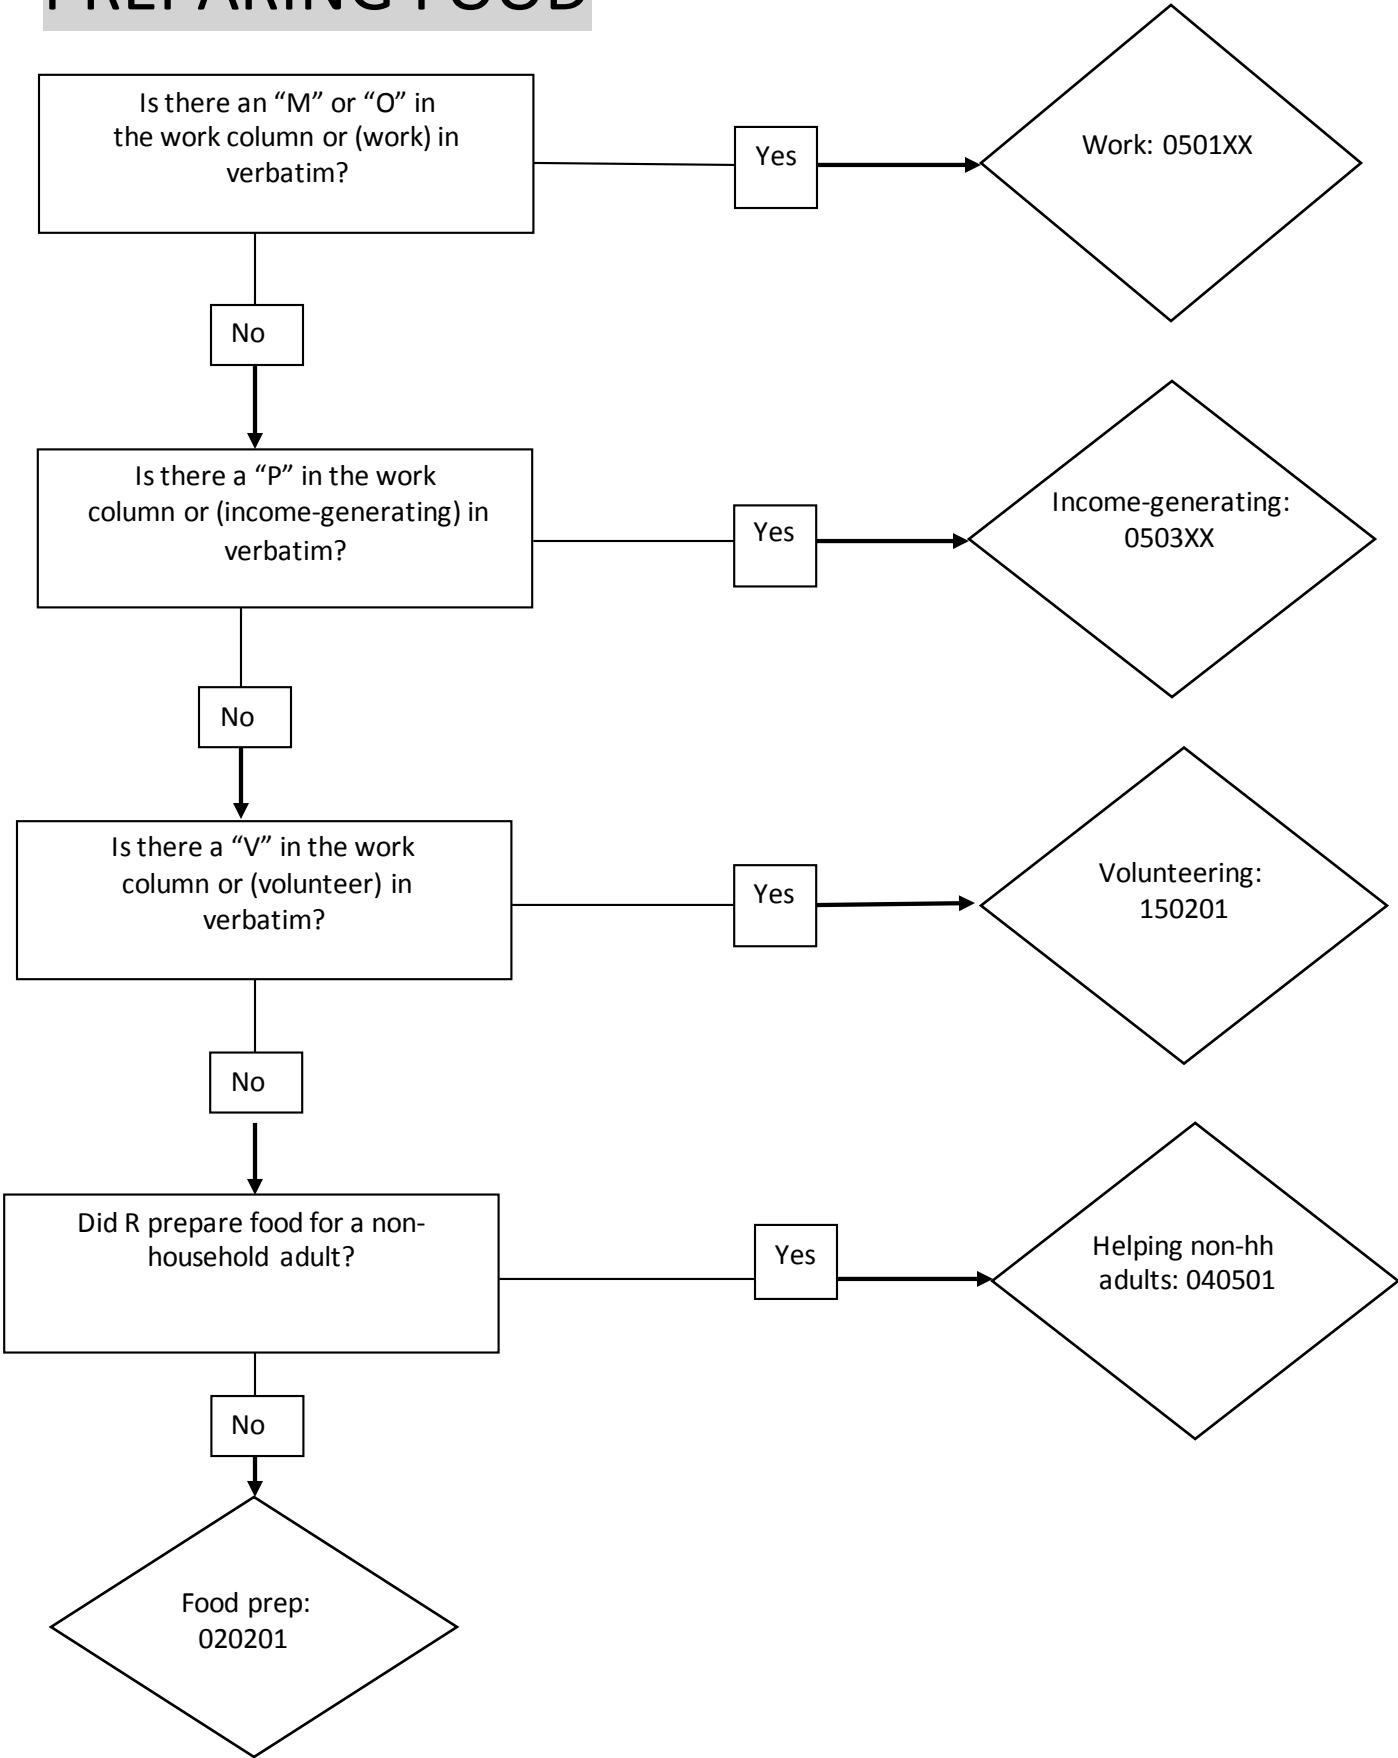 PREPARING FOOD
Is there an “M” or “O” in
the work column or (work) in
verbatim?
Yes
Work: 0501XX
No
Is there a “P” in the work
column or (income-generating) in
verbatim?
Yes
Income-generating:
0503XX
No
Is there a “V” in the work
column or (volunteer) in
verbatim?
Yes
Volunteering:
150201
No
Did R prepare food for a non-
household adult?
Yes
Helping non-hh
adults: 040501
No
Food prep:
020201